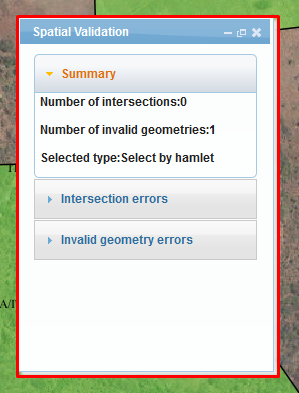 Spatial Validation
Summary
Number of intersections:0
Number of invalid geometries:1
Selected type:Select by hamlet
Intersection errors
Invalid geometry errors